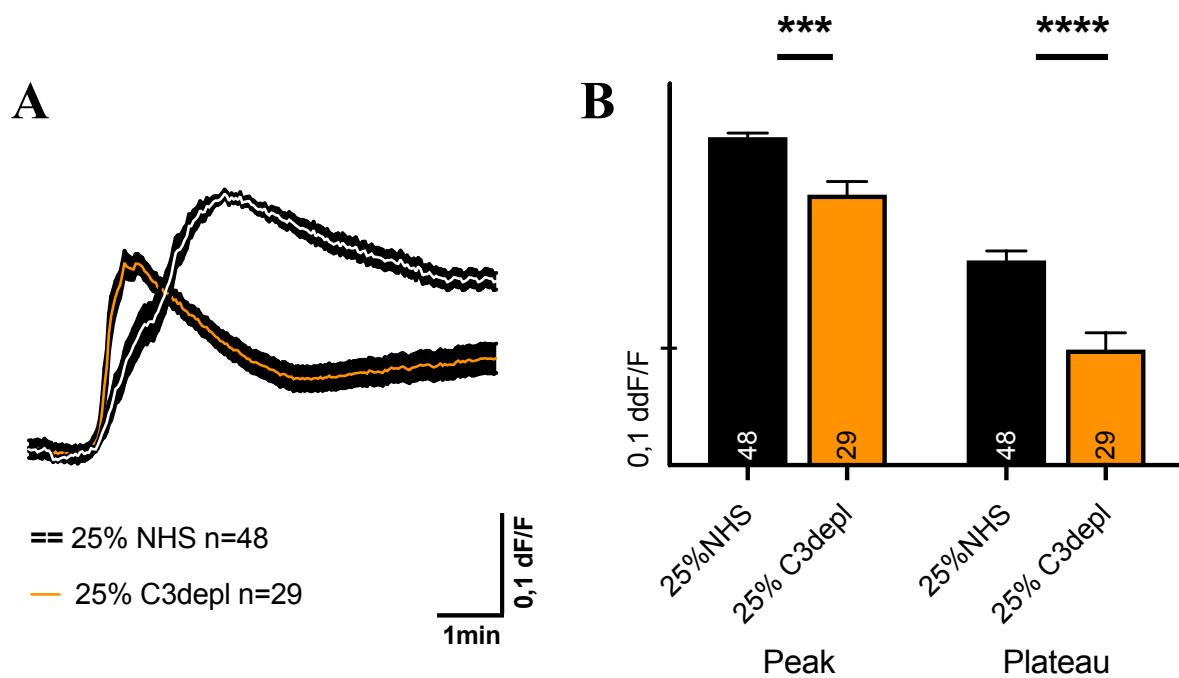 A
25% NHS n=48
25% C3depl n=29
0,1 dF/F
1min
B
***
****
0,1 ddF/F
48
29
48
29
25%NHS
25% C3depl
25%NHS
25% C3depl
Peak
Plateau